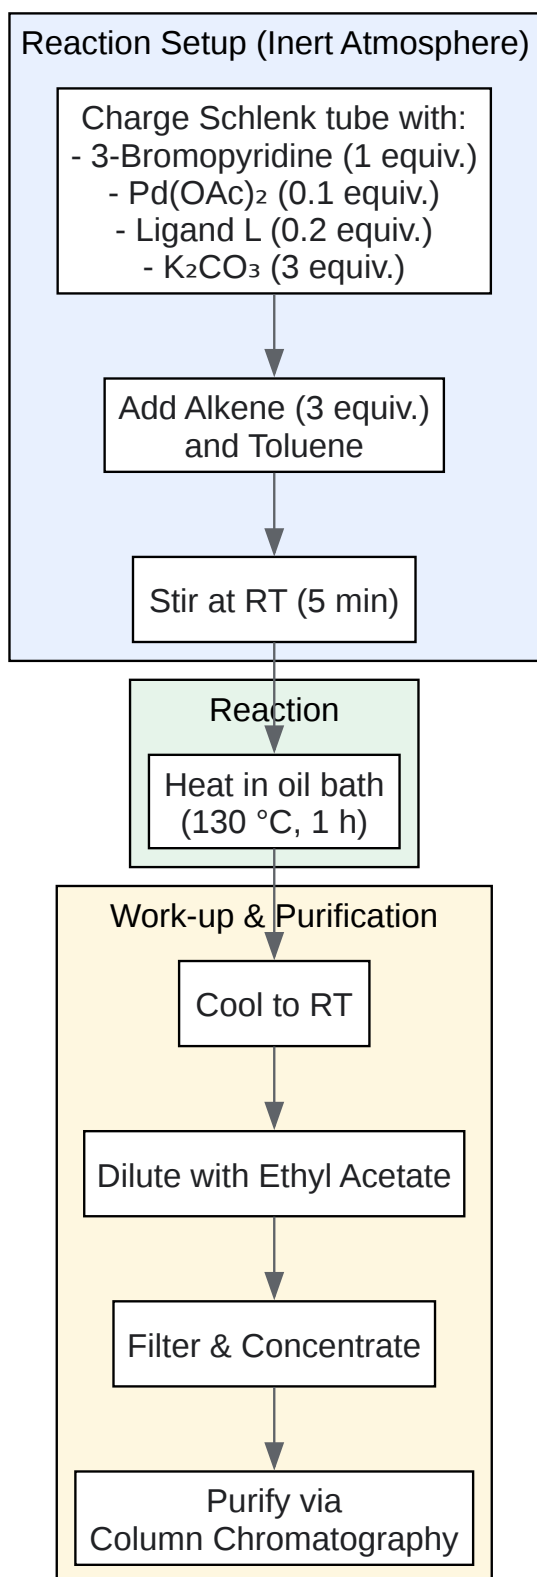 Reaction Setup (Inert Atmosphere)
Charge Schlenk tube with:
- 3-Bromopyridine (1 equiv.)
- Pd(OAc)₂ (0.1 equiv.)
- Ligand L (0.2 equiv.)
- K₂CO₃ (3 equiv.)
Add Alkene (3 equiv.)
and Toluene
Stir at RT (5 min)
Reaction
Heat in oil bath
(130 °C, 1 h)
Work-up & Purification
Cool to RT
Dilute with Ethyl Acetate
Filter & Concentrate
Purify via
Column Chromatography